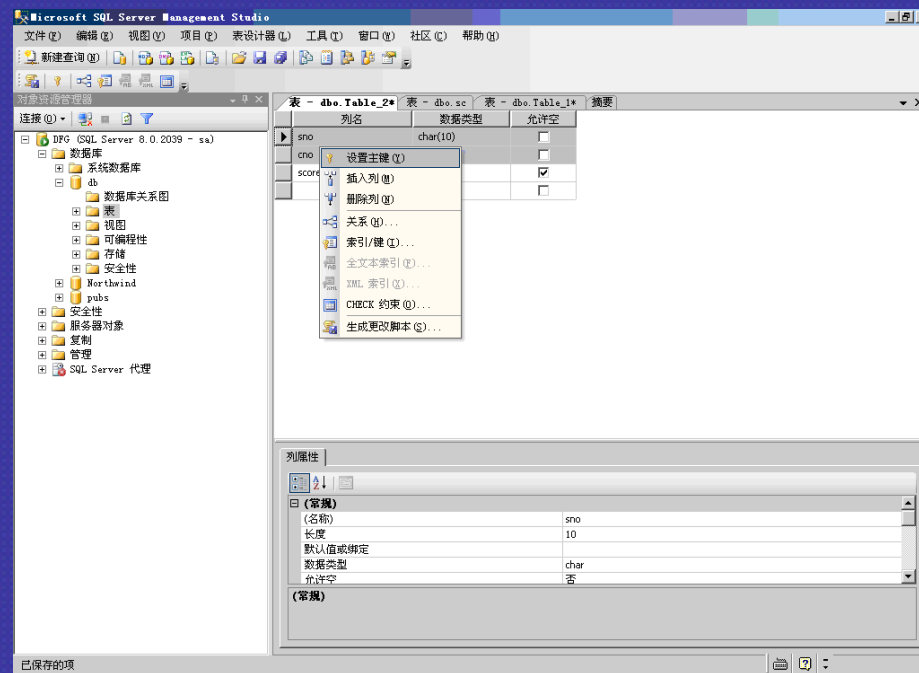 Microsoft SQL Server Management Studio
文件(F) 编辑(E) 视图(V) 项目(P) 表设计器(L) 工具(T) 窗口(W) 社区(C) 帮助(H)
新建查询(N)
对象资源管理器
连接(O)
表 - dbo.Table_2* 表 - dbo.sc 表 - dbo.Table_1* 摘要
列名 数据类型 允许空
sno char(10)
cno
score
设置主键(Y)
插入列(M)
删除列(N)
关系(H)...
索引/键(I)...
全文本索引(F)...
XML 索引(X)...
CHECK 约束(O)...
生成更改脚本(S)...
DFG (SQL Server 8.0.2039 - sa)
数据库
系统数据库
db
数据库关系图
表
视图
可编程性
存储
安全性
Northwind
pubs
安全性
服务器对象
复制
管理
SQL Server 代理
列属性
(常规)
(名称) sno
长度 10
默认值或绑定
数据类型 char
允许空 否
(常规)
已保存的项